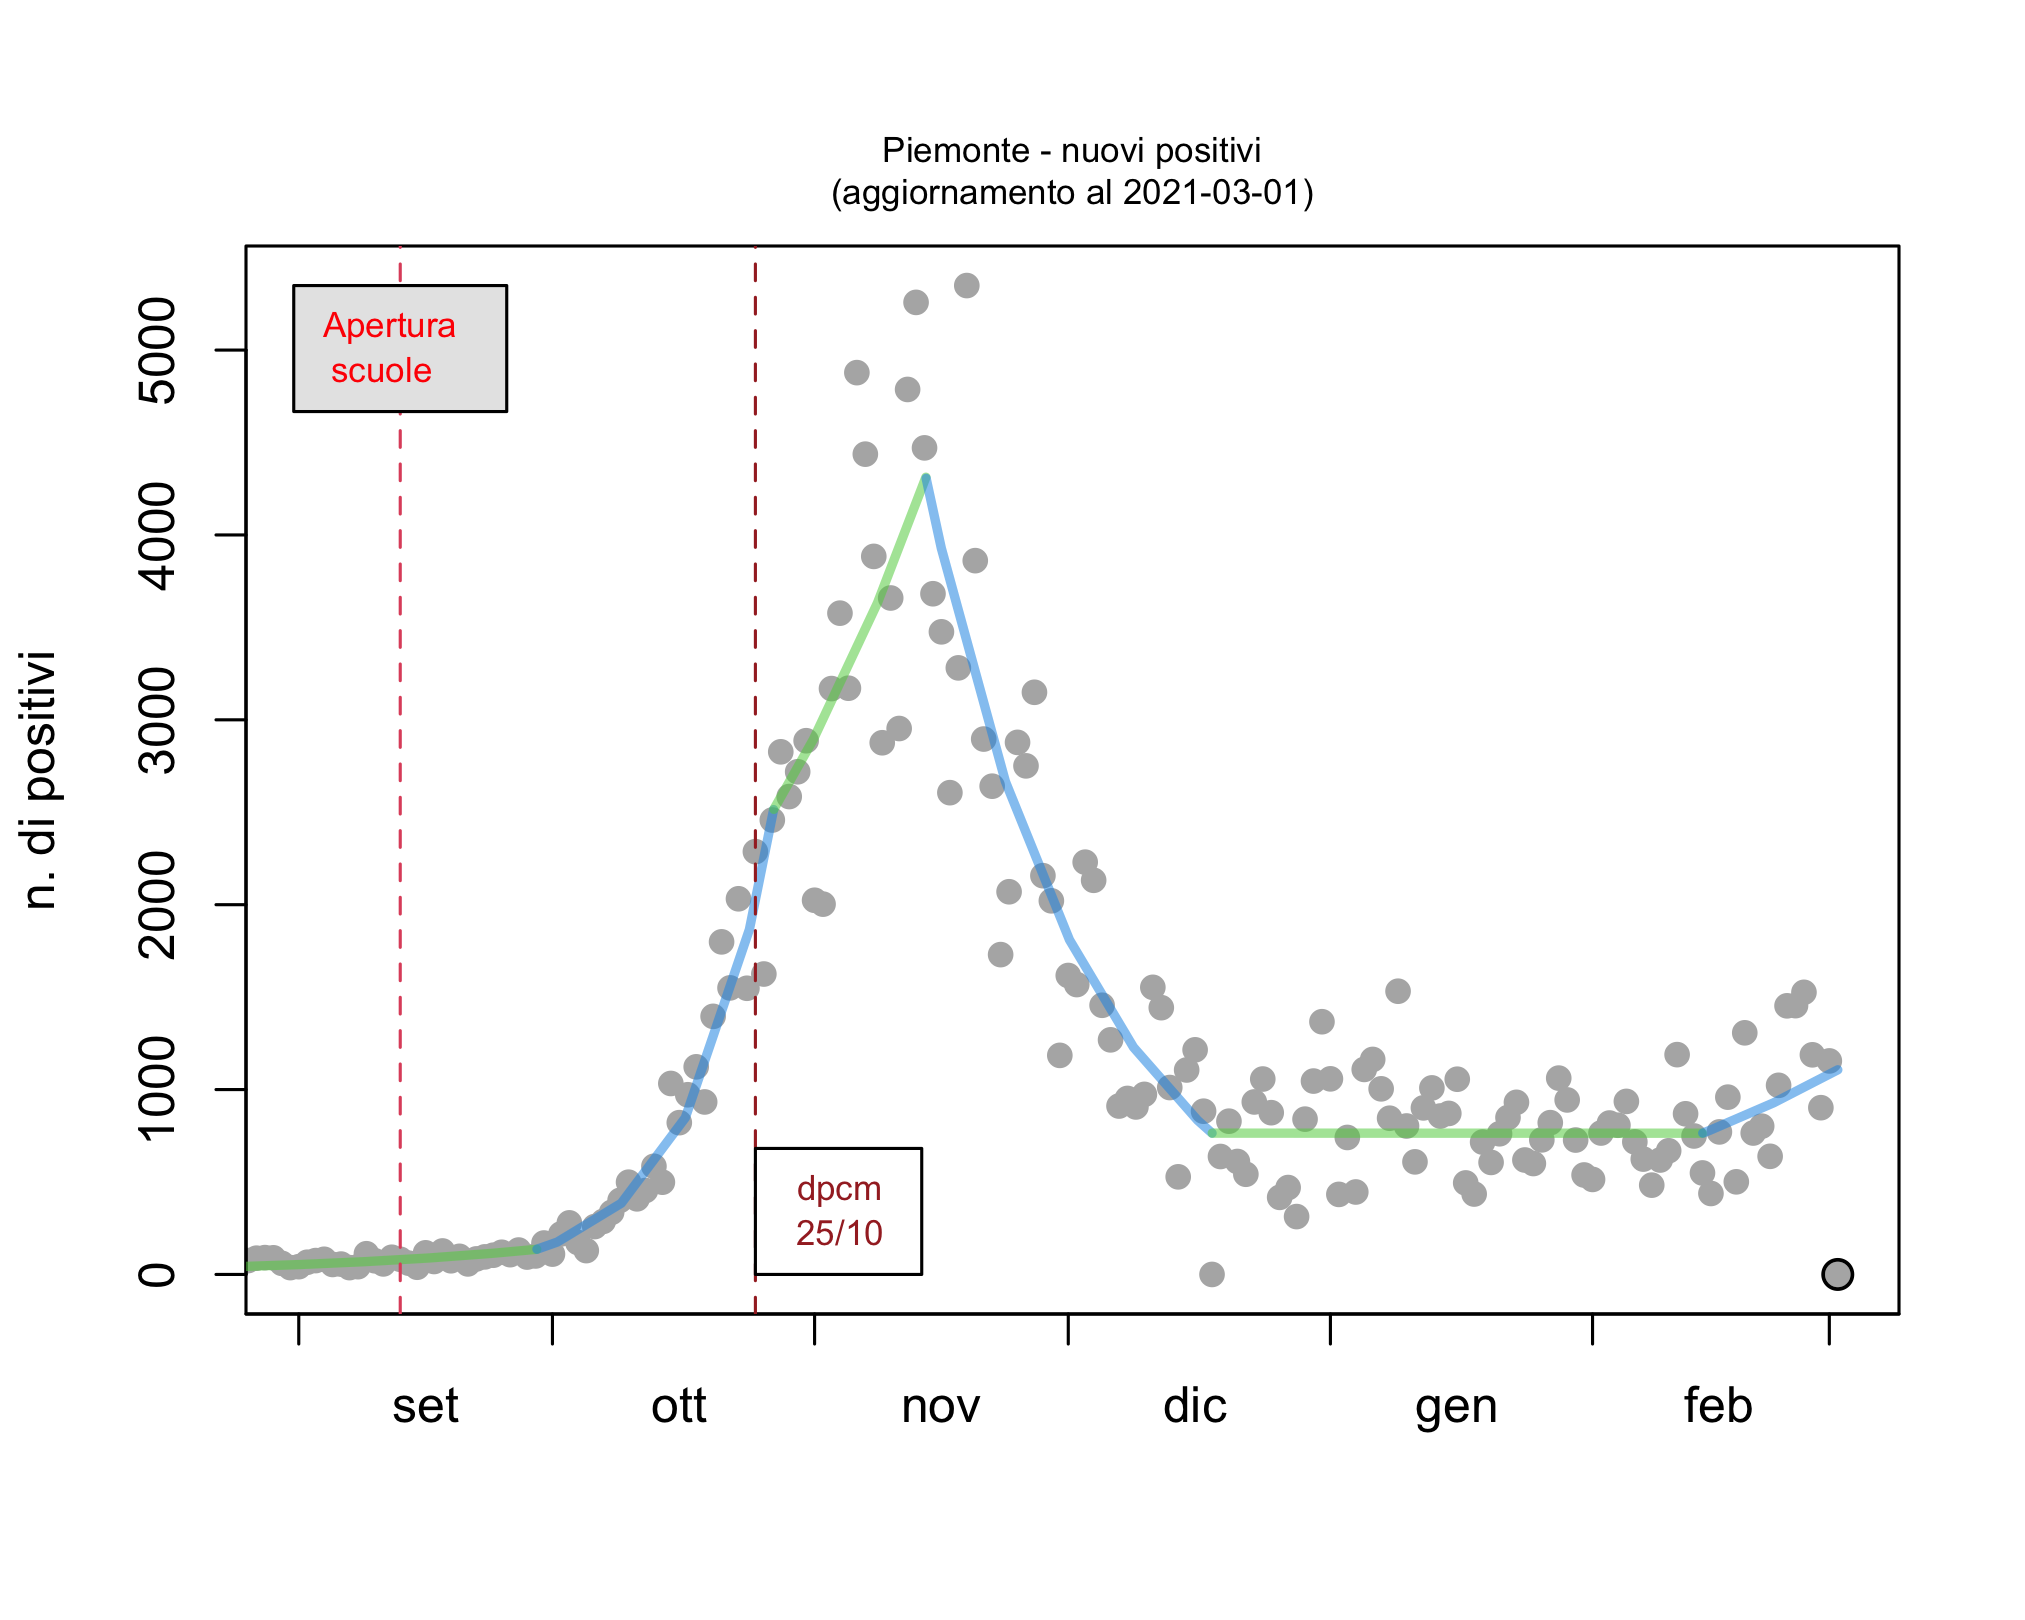 Piemonte - nuovi positivi
(aggiornamento al 2021-03-01)
n. di positivi
5000
4000
3000
2000
1000
0
Apertura
scuole
dpcm
25/10
set ott nov dic gen feb